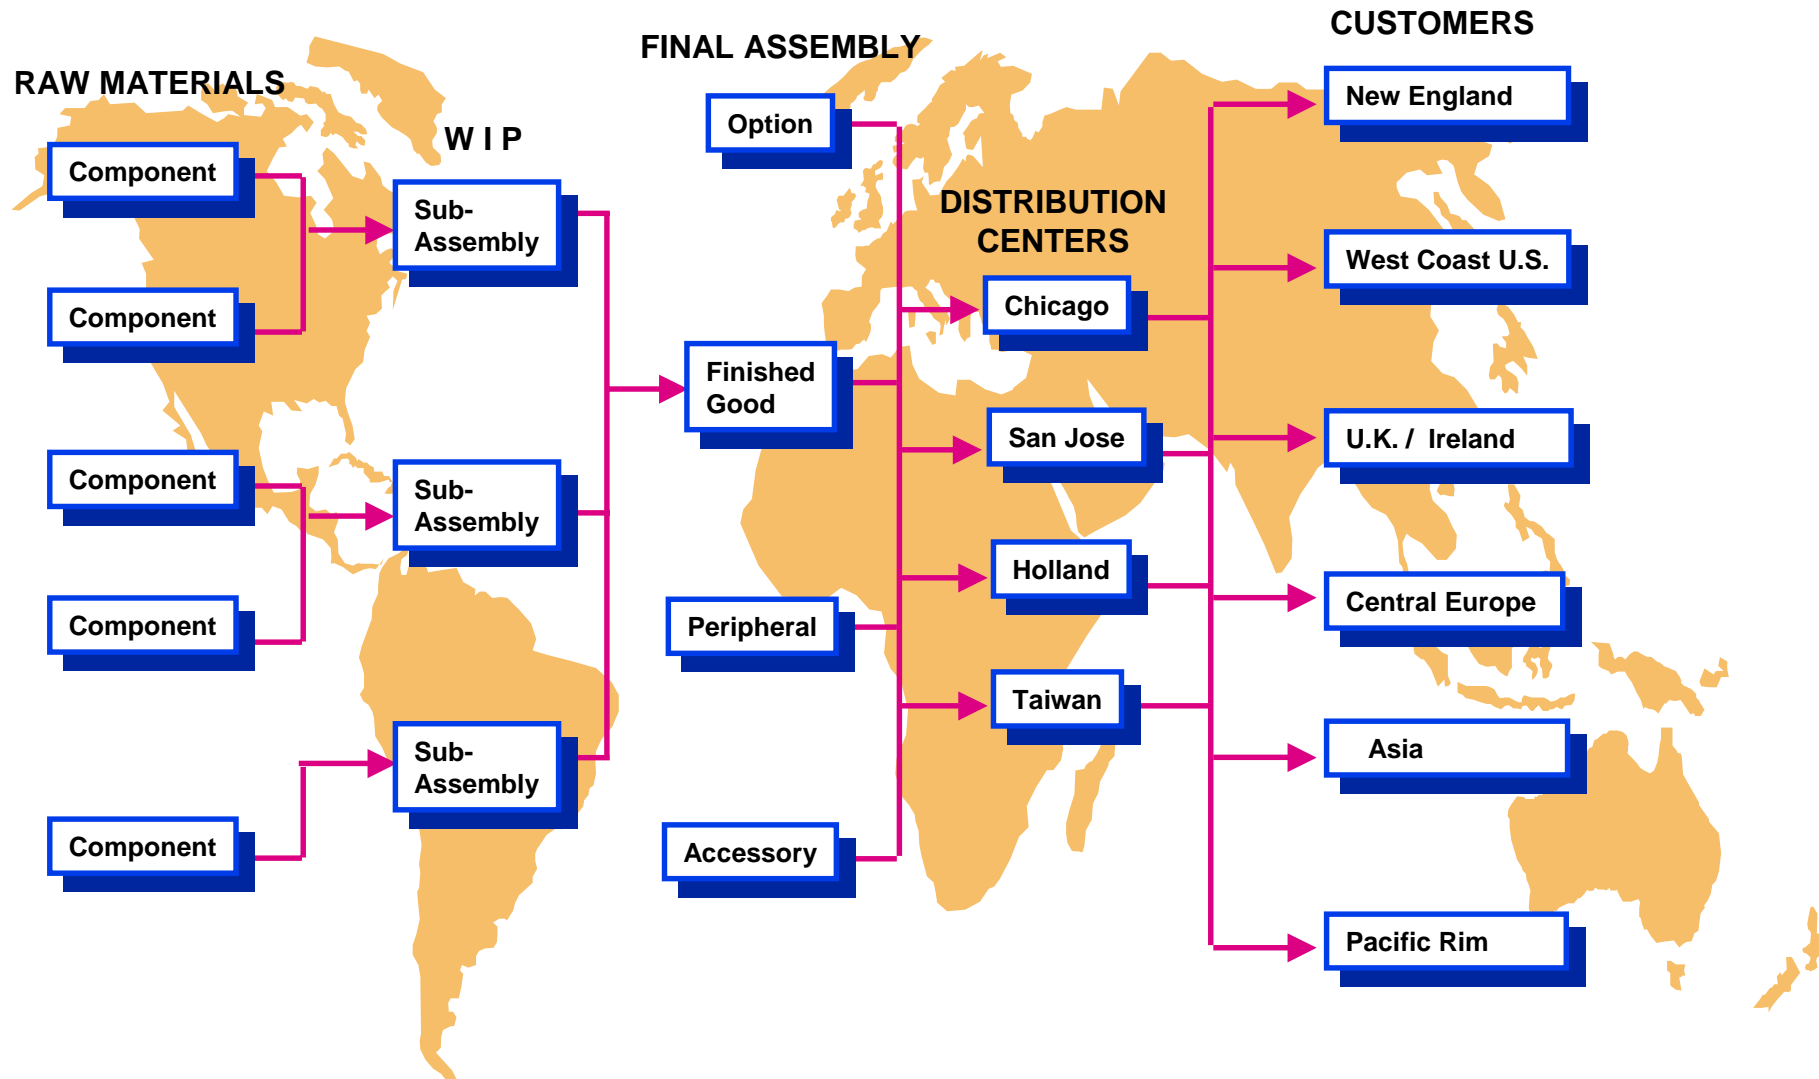 RAW MATERIALS
Component
Component
Component
Component
Component
W I P
Sub-
Assembly
Sub-
Assembly
Sub-
Assembly
FINAL ASSEMBLY
Option
Finished
Good
Peripheral
Accessory
DISTRIBUTION
CENTERS
Chicago
San Jose
Holland
Taiwan
CUSTOMERS
New England
West Coast U.S.
U.K. / Ireland
Central Europe
Asia
Pacific Rim